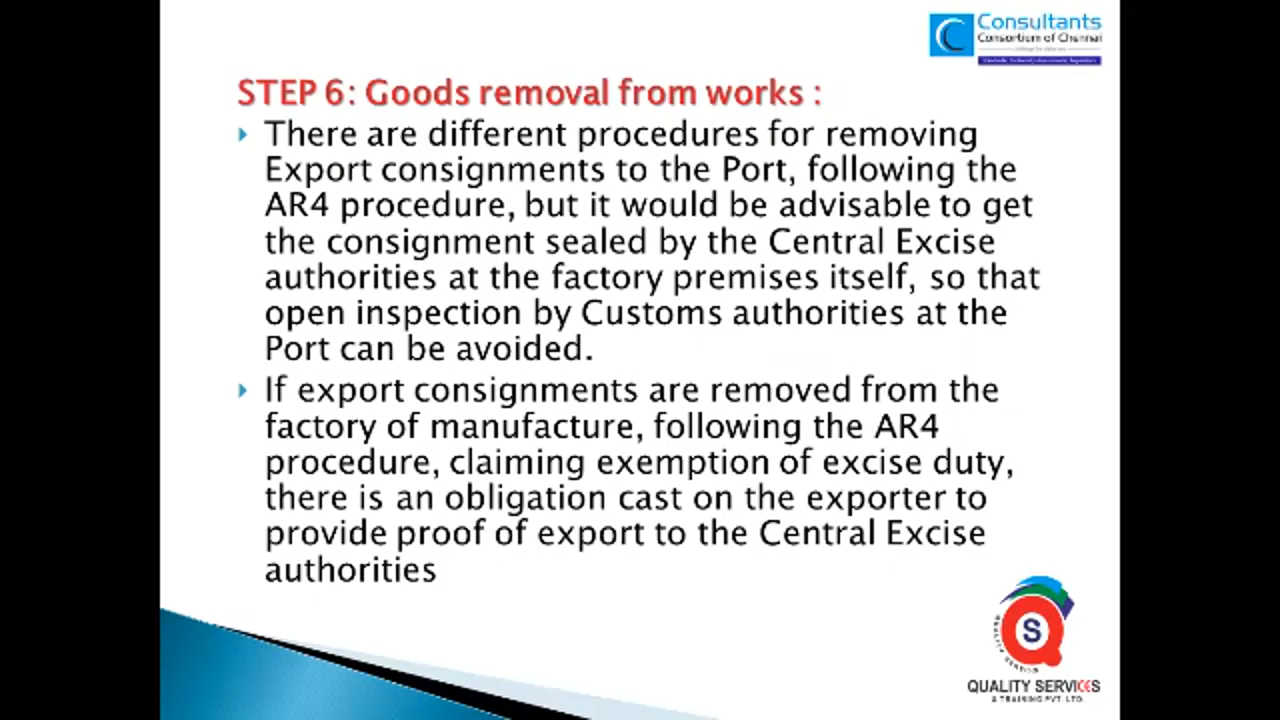 Consultants
Consortium of Chennai
STEP 6: Goods removal from works :
There are different procedures for removing
Export consignments to the Port, following the
AR4 procedure, but it would be advisable to get
the consignment sealed by the Central Excise
authorities at the factory premises itself, so that
open inspection by Customs authorities at the
Port can be avoided.
If export consignments are removed from the
factory of manufacture, following the AR4
procedure, claiming exemption of excise duty,
there is an obligation cast on the exporter to
provide proof of export to the Central Excise
authorities
S
QUALITY SERVICES
& TRAINING PVT. LTD.